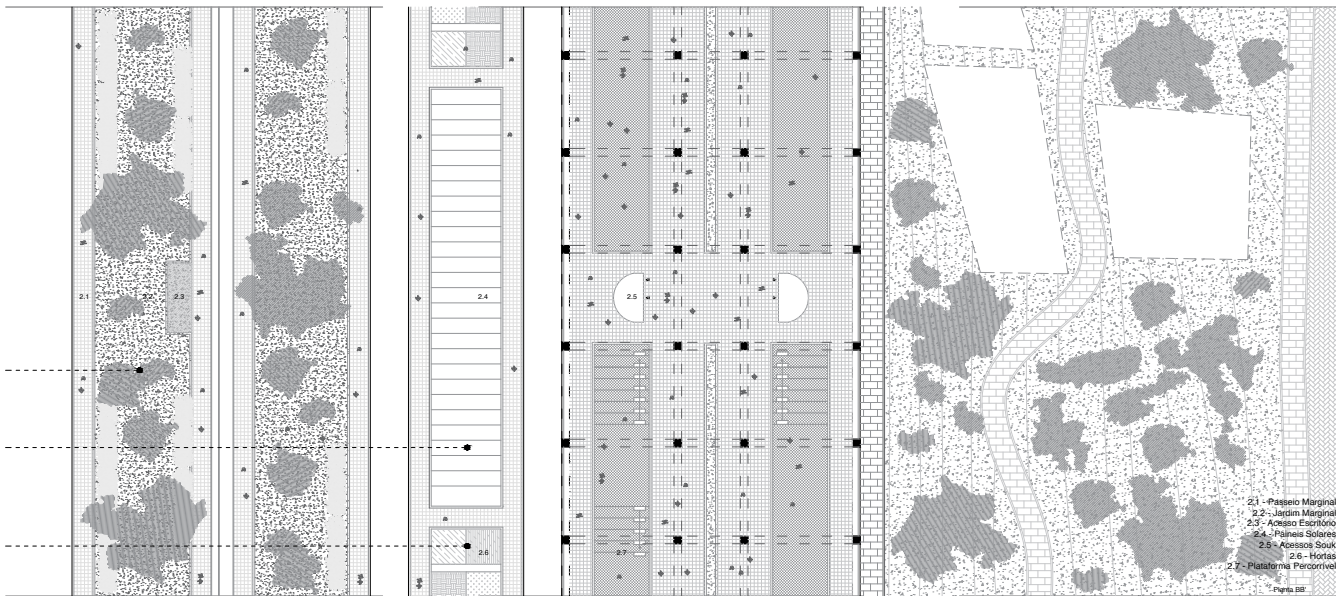 2.1
2.2
2.3
2.4
2.5
2.6
2.7
2.1 - Passeio Marginal
2.2 - Jardim Marginal
2.3 - Acesso Escritório
2.4 - Paineis Solares
2.5 - Acessos Souk
2.6 - Hortas
2.7 - Plataforma Percorrível
Planta BB'